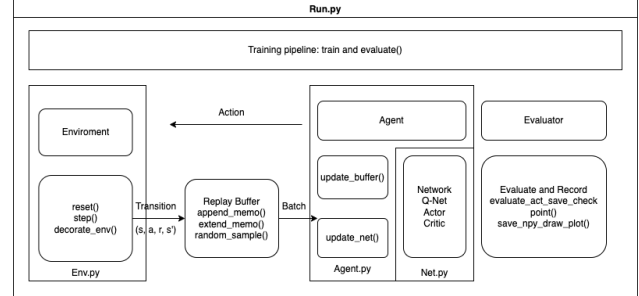 Run.py
Training pipeline: train and evaluate()
Enviroment
Action
Agent
Evaluator
reset()
step()
decorate_env()
Transition
(s, a, r, s')
Replay Buffer
append_memo()
extend_memo()
random_sample()
Batch
update_buffer()
update_net()
Network
Q-Net
Actor
Critic
Evaluate and Record
evaluate_act_save_check
point()
save_npy_draw_plot()
Env.py
Agent.py
Net.py